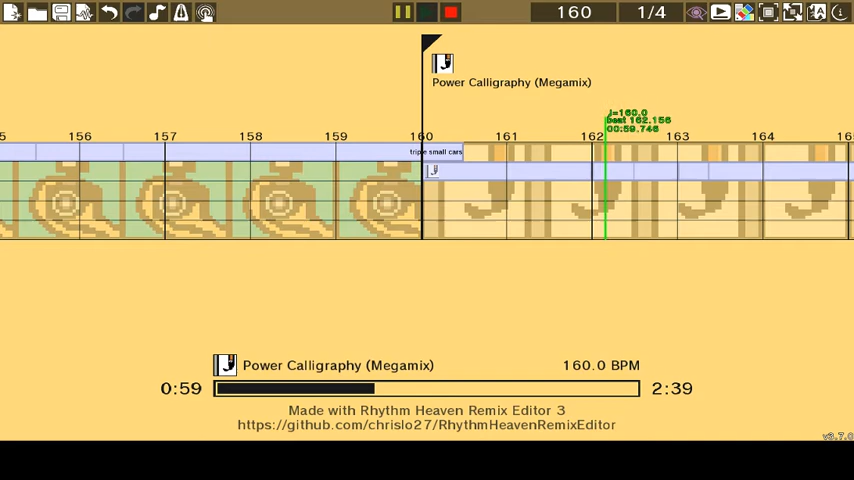 160 1/4
Power Calligraphy (Megamix)
♩=160.0
beat 162.156
00:59.746
156 157 158 159 160 161 162 163 164
triple small cars
Power Calligraphy (Megamix) 160.0 BPM
0:59 2:39
Made with Rhythm Heaven Remix Editor 3
https://github.com/chrislo27/RhythmHeavenRemixEditor
v3.7.0